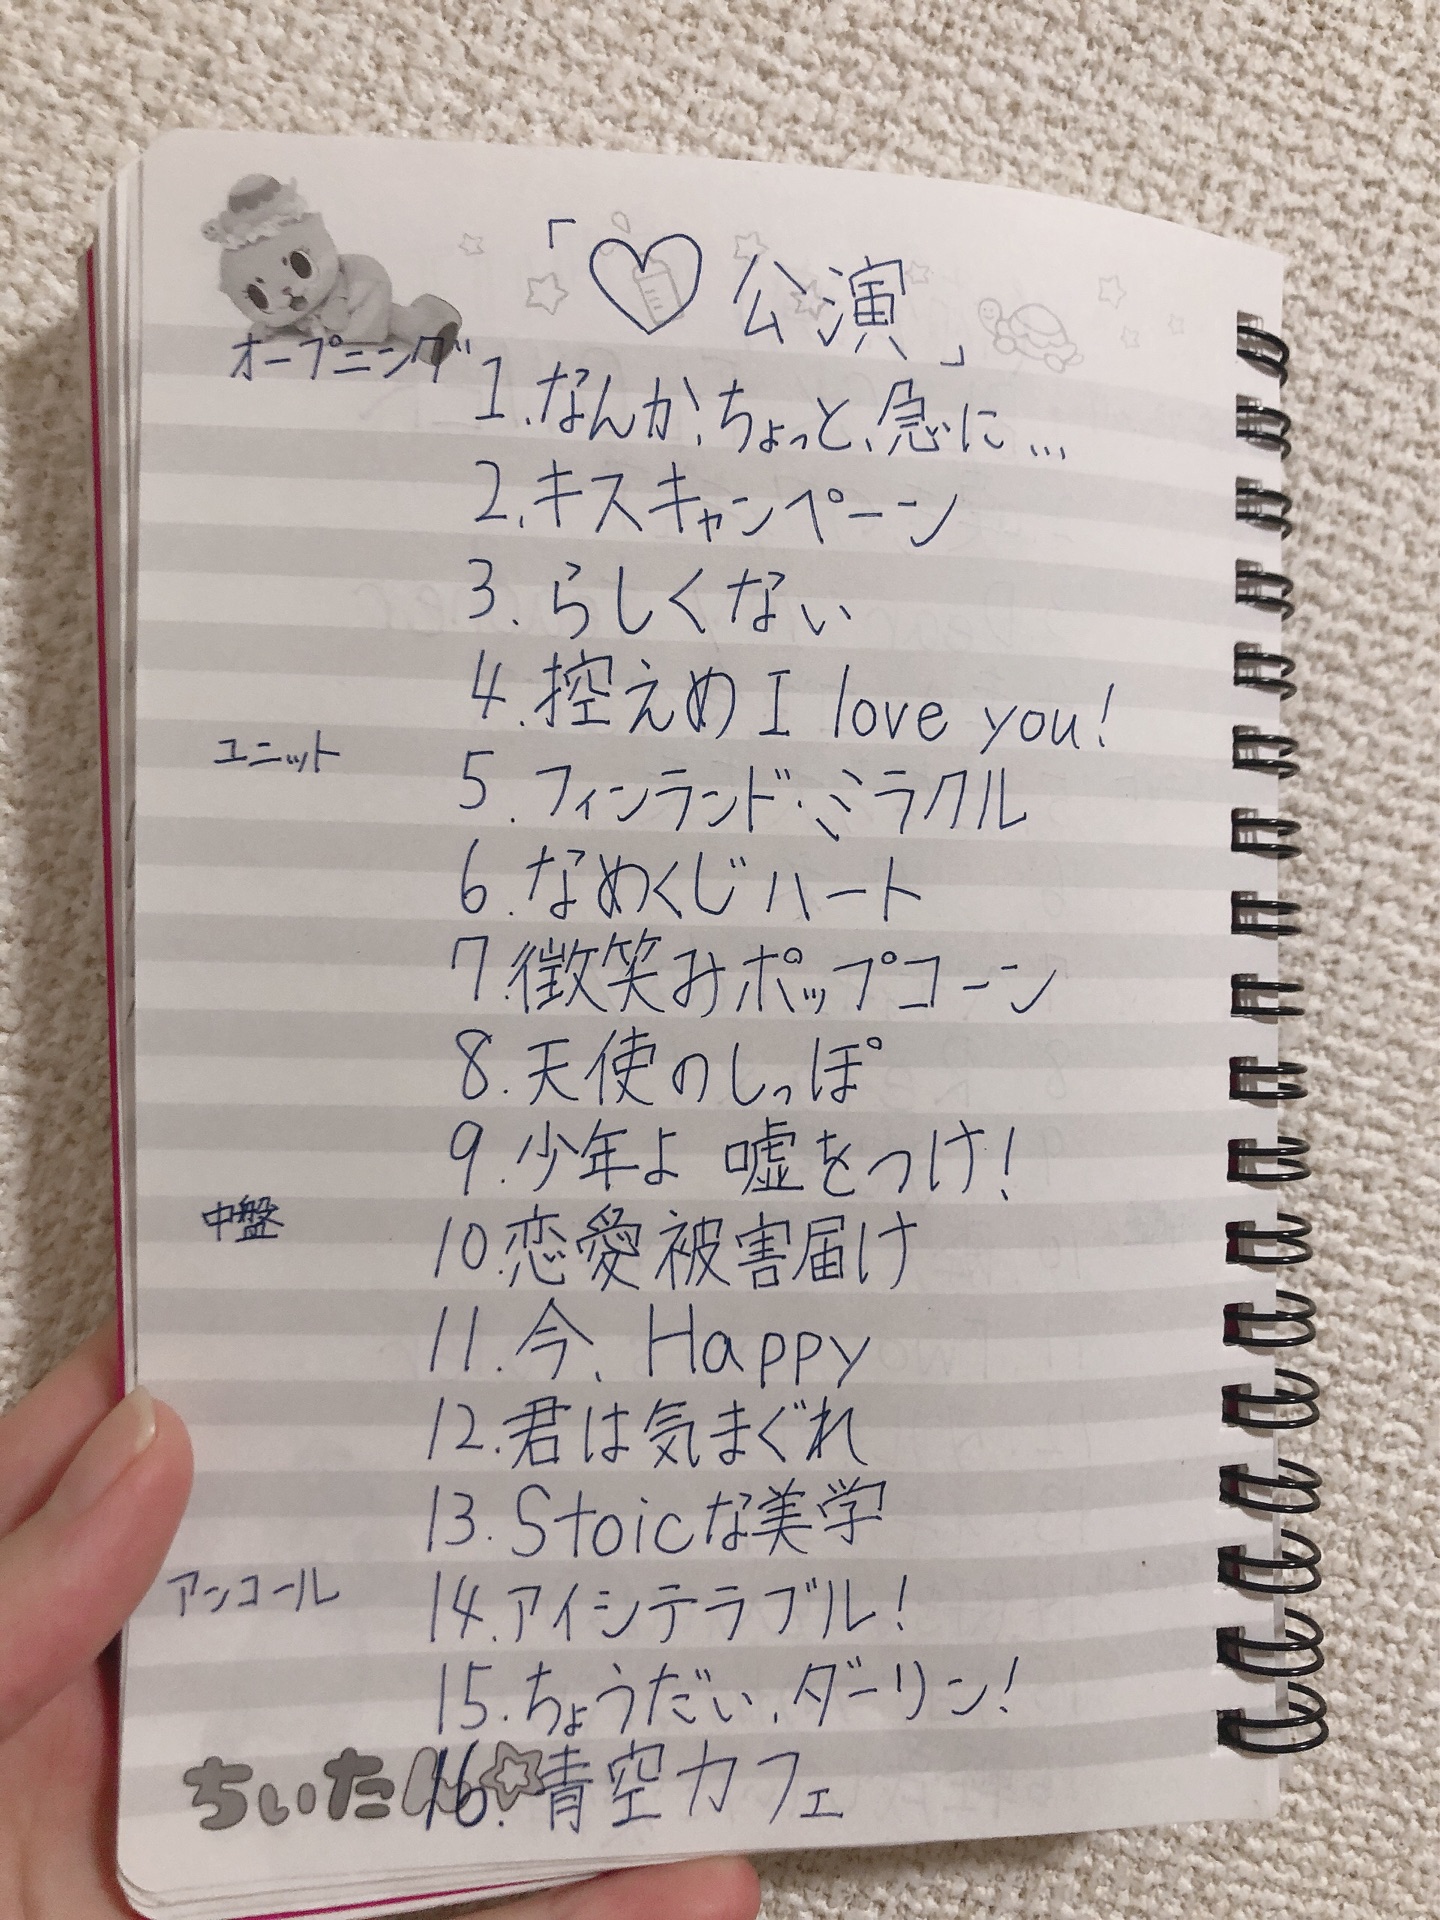 「♡公演」
オープニング 1.なんか、ちょっと、急に...
2.キスキャンペーン
3.らしくない
4.控えめ I love you!
ユニット 5.フィンランド・ミラクル
6.なめくじハート
7.微笑みポップコーン
8.天使のしっぽ
9.少年よ 嘘をつけ!
中盤 10.恋愛被害届け
11.今、Happy
12.君は気まぐれ
13.Stoicな美学
アンコール 14.アイシテラブル!
15.ちょうだい、ダーリン!
ちぃたん☆ 16.青空カフェ